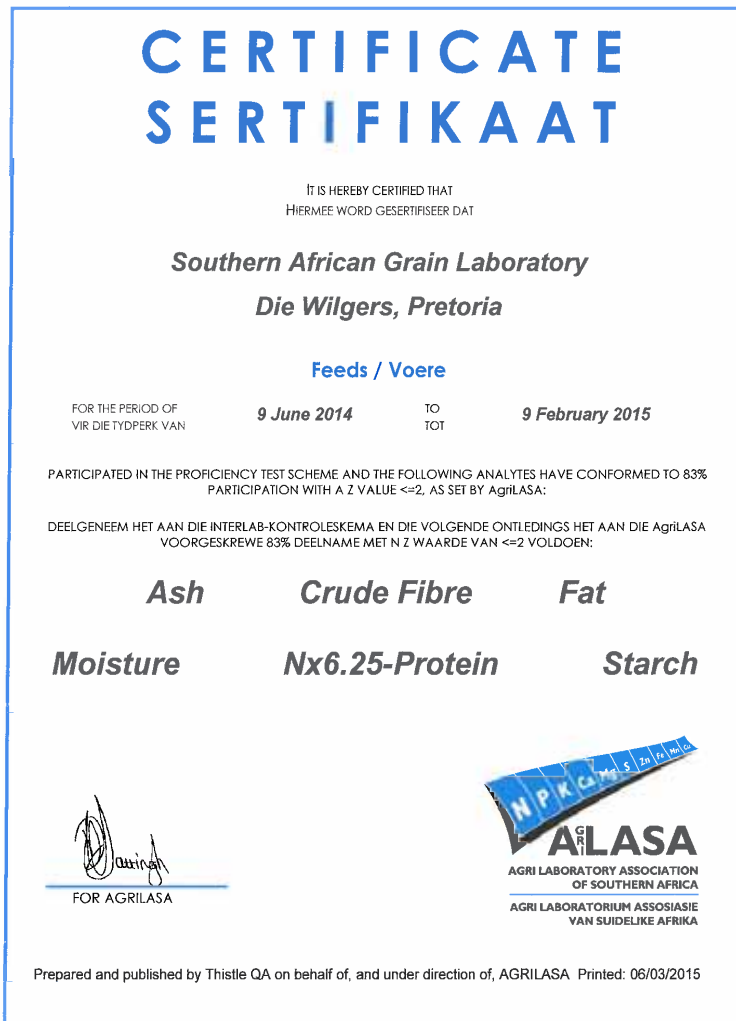 CERTIFICATE
SERTIFIKAAT
IT IS HEREBY CERTIFIED THAT
HIERMEE WORD GESERTIFISEER DAT
Southern African Grain Laboratory
Die Wilgers, Pretoria
Feeds / Voere
FOR THE PERIOD OF 9 June 2014 TO 9 February 2015
VIR DIE TYDPERK VAN TOT
PARTICIPATED IN THE PROFICIENCY TEST SCHEME AND THE FOLLOWING ANALYTES HAVE CONFORMED TO 83%
PARTICIPATION WITH A Z VALUE <=2, AS SET BY AgriLASA:
DEELGENEEM HET AAN DIE INTERLAB-KONTROLESKEMA EN DIE VOLGENDE ONTLEDINGS HET AAN DIE AgriLASA
VOORGESKREWE 83% DEELNAME MET N Z WAARDE VAN <=2 VOLDOEN:
Ash Crude Fibre Fat
Moisture Nx6.25-Protein Starch
N P K Ca Mg S Zn Fe Mn Cu
AGRILASA
AGRI LABORATORY ASSOCIATION
OF SOUTHERN AFRICA
AGRI LABORATORIUM ASSOSIASIE
VAN SUIDELIKE AFRIKA
FOR AGRILASA
Prepared and published by Thistle QA on behalf of, and under direction of, AGRILASA Printed: 06/03/2015